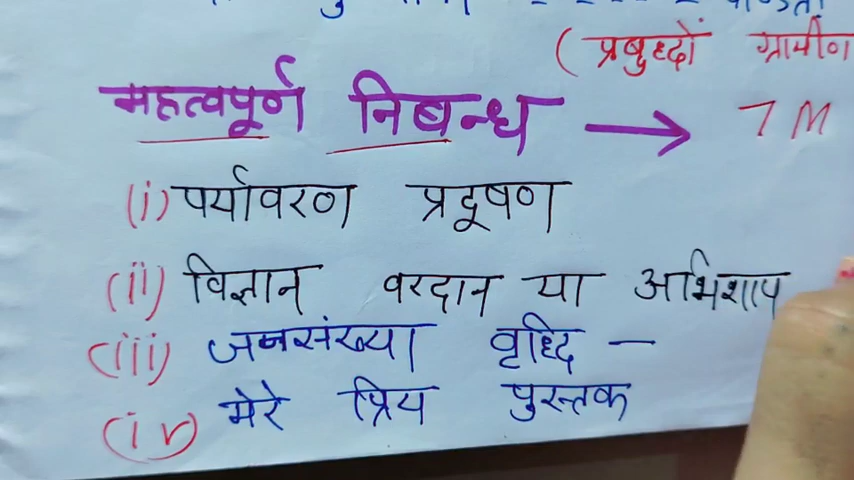 (प्रबुध्दों ग्रामीण
महत्वपूर्ण निबन्ध → 7 M
(i) पर्यावरण प्रदूषण
(ii) विज्ञान वरदान या अभिशाप
(iii) जनसंख्या वृध्दि –
(iv) मेरे प्रिय पुस्तक